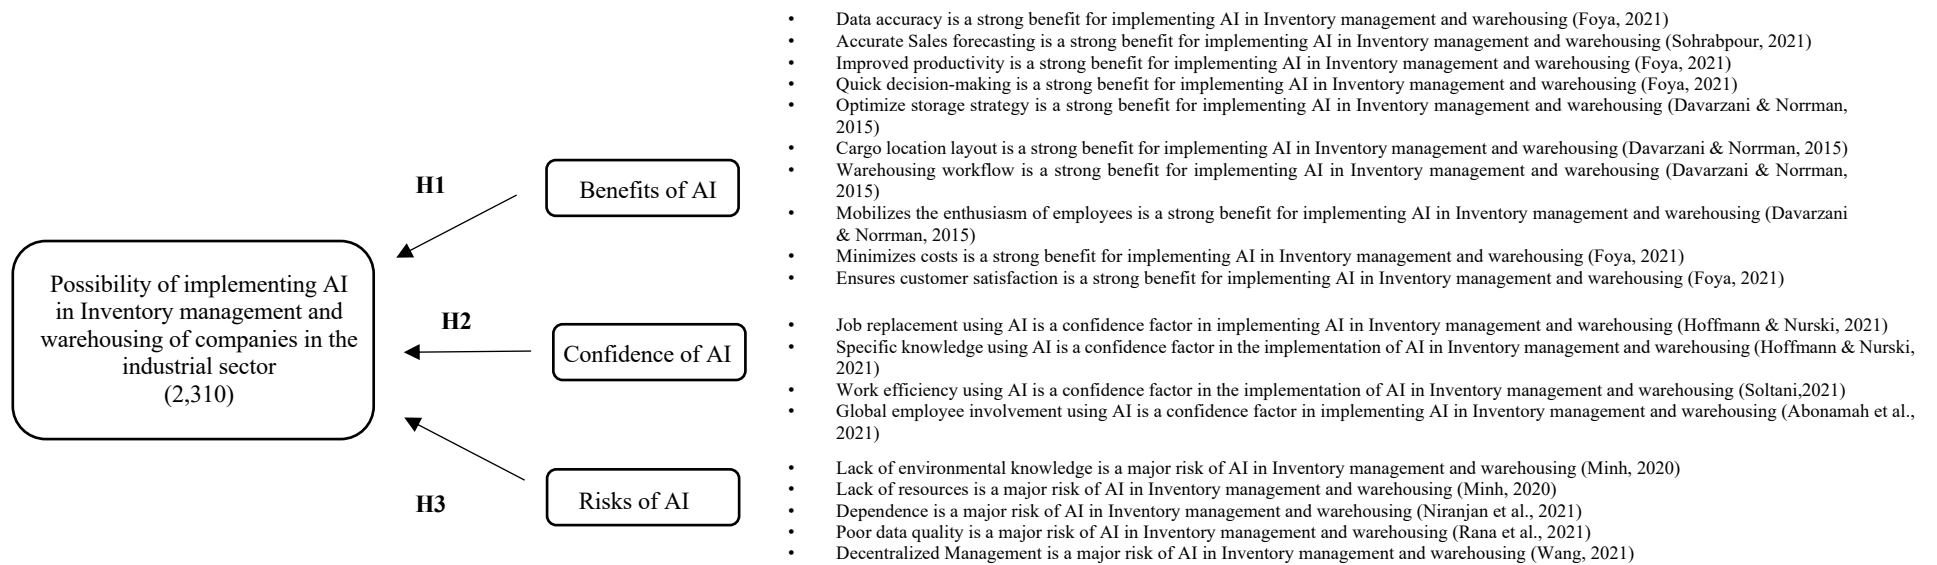 Possibility of implementing AI
in Inventory management and
warehousing of companies in the
industrial sector
(2,310)
H1
Benefits of AI
H2
Confidence of AI
H3
Risks of AI
• Data accuracy is a strong benefit for implementing AI in Inventory management and warehousing (Foya, 2021)
• Accurate Sales forecasting is a strong benefit for implementing AI in Inventory management and warehousing (Sohrabpour, 2021)
• Improved productivity is a strong benefit for implementing AI in Inventory management and warehousing (Foya, 2021)
• Quick decision-making is a strong benefit for implementing AI in Inventory management and warehousing (Foya, 2021)
• Optimize storage strategy is a strong benefit for implementing AI in Inventory management and warehousing (Davarzani & Norrman,
2015)
• Cargo location layout is a strong benefit for implementing AI in Inventory management and warehousing (Davarzani & Norrman, 2015)
• Warehousing workflow is a strong benefit for implementing AI in Inventory management and warehousing (Davarzani & Norrman,
2015)
• Mobilizes the enthusiasm of employees is a strong benefit for implementing AI in Inventory management and warehousing (Davarzani
& Norrman, 2015)
• Minimizes costs is a strong benefit for implementing AI in Inventory management and warehousing (Foya, 2021)
• Ensures customer satisfaction is a strong benefit for implementing AI in Inventory management and warehousing (Foya, 2021)
• Job replacement using AI is a confidence factor in implementing AI in Inventory management and warehousing (Hoffmann & Nurski, 2021)
• Specific knowledge using AI is a confidence factor in the implementation of AI in Inventory management and warehousing (Hoffmann & Nurski,
2021)
• Work efficiency using AI is a confidence factor in the implementation of AI in Inventory management and warehousing (Soltani,2021)
• Global employee involvement using AI is a confidence factor in implementing AI in Inventory management and warehousing (Abonamah et al.,
2021)
• Lack of environmental knowledge is a major risk of AI in Inventory management and warehousing (Minh, 2020)
• Lack of resources is a major risk of AI in Inventory management and warehousing (Minh, 2020)
• Dependence is a major risk of AI in Inventory management and warehousing (Niranjan et al., 2021)
• Poor data quality is a major risk of AI in Inventory management and warehousing (Rana et al., 2021)
• Decentralized Management is a major risk of AI in Inventory management and warehousing (Wang, 2021)